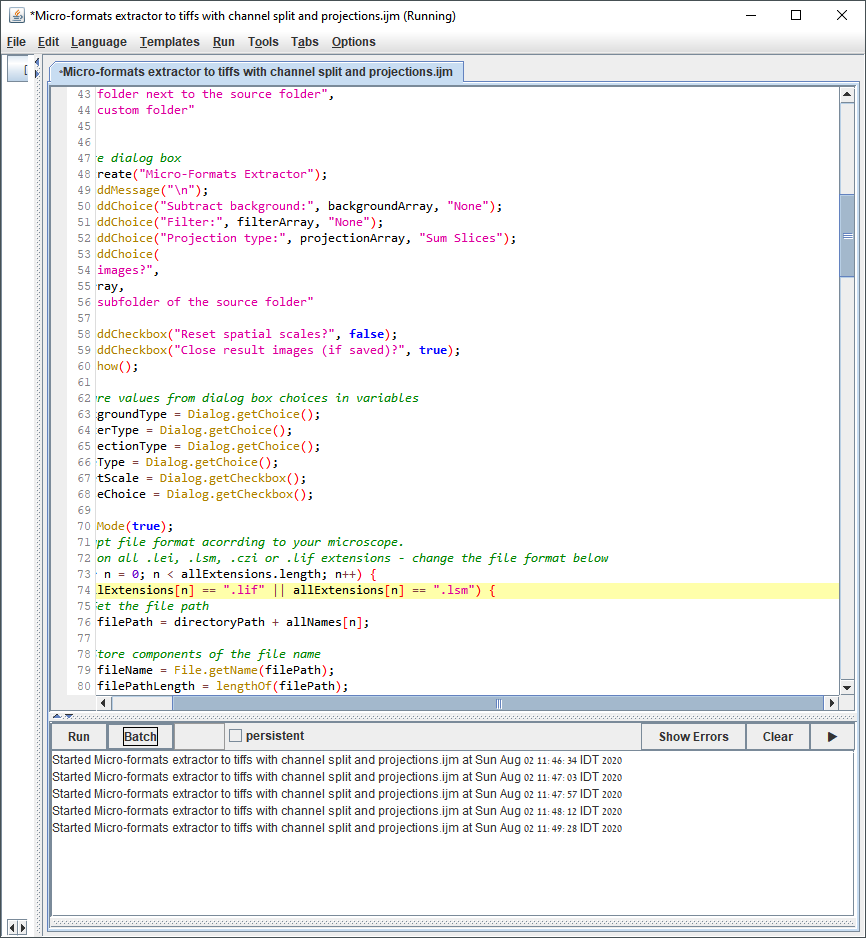 *Micro-formats extractor to tiffs with channel split and projections.ijm (Running)
File Edit Language Templates Run Tools Tabs Options
*Micro-formats extractor to tiffs with channel split and projections.ijm
43 folder next to the source folder",
44 custom folder"
45
46
47 e dialog box
48 reate("Micro-Formats Extractor");
49 ddMessage("\n");
50 ddChoice("Subtract background:", backgroundArray, "None");
51 ddChoice("Filter:", filterArray, "None");
52 ddChoice("Projection type:", projectionArray, "Sum Slices");
53 ddChoice(
54 images?",
55 ray,
56 subfolder of the source folder"
57
58 ddCheckbox("Reset spatial scales?", false);
59 ddCheckbox("Close result images (if saved)?", true);
60 how();
61
62 re values from dialog box choices in variables
63 groundType = Dialog.getChoice();
64 erType = Dialog.getChoice();
65 ectionType = Dialog.getChoice();
66 Type = Dialog.getChoice();
67 tScale = Dialog.getCheckbox();
68 eChoice = Dialog.getCheckbox();
69
70 Mode(true);
71 pt file format acorrding to your microscope.
72 on all .lei, .lsm, .czi or .lif extensions - change the file format below
73 n = 0; n < allExtensions.length; n++) {
74 lExtensions[n] == ".lif" || allExtensions[n] == ".lsm") {
75 et the file path
76 filePath = directoryPath + allNames[n];
77
78 tore components of the file name
79 fileName = File.getName(filePath);
80 filePathLength = lengthOf(filePath);
Run Batch persistent Show Errors Clear
Started Micro-formats extractor to tiffs with channel split and projections.ijm at Sun Aug 02 11:46:34 IDT 2020
Started Micro-formats extractor to tiffs with channel split and projections.ijm at Sun Aug 02 11:47:03 IDT 2020
Started Micro-formats extractor to tiffs with channel split and projections.ijm at Sun Aug 02 11:47:57 IDT 2020
Started Micro-formats extractor to tiffs with channel split and projections.ijm at Sun Aug 02 11:48:12 IDT 2020
Started Micro-formats extractor to tiffs with channel split and projections.ijm at Sun Aug 02 11:49:28 IDT 2020